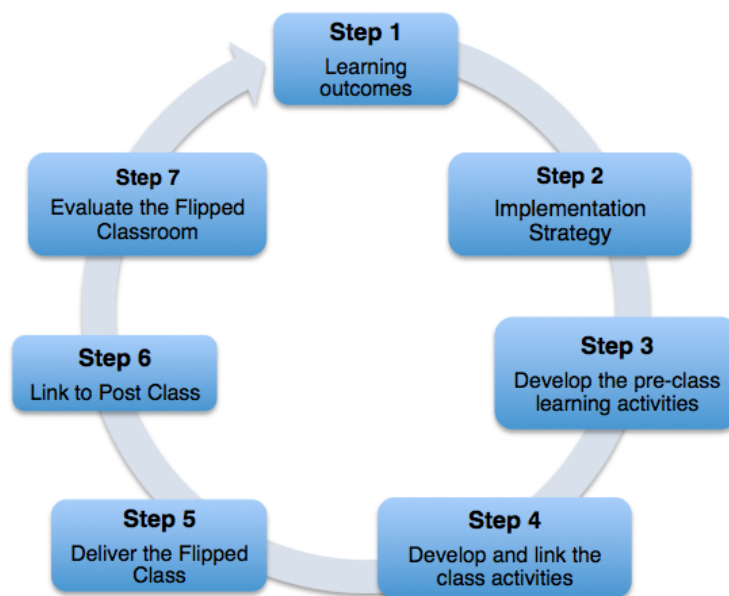 Step 1
Learning
outcomes
Step 2
Implementation
Strategy
Step 3
Develop the pre-class
learning activities
Step 4
Develop and link the
class activities
Step 5
Deliver the Flipped
Class
Step 6
Link to Post Class
Step 7
Evaluate the Flipped
Classroom